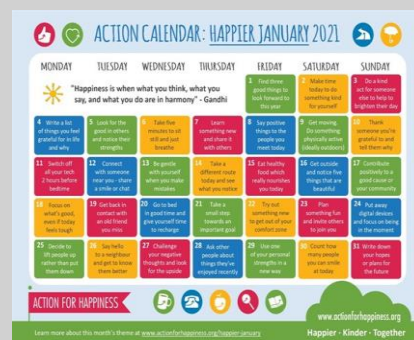 ACTION CALENDAR: HAPPIER JANUARY 2021
MONDAY TUESDAY WEDNESDAY THURSDAY FRIDAY SATURDAY SUNDAY
"Happiness is when what you think, what you
say, and what you do are in harmony" - Gandhi
1 Find three
good things to
look forward to
this year
2 Make time
today to do
something kind
for yourself
3 Do a kind
act for someone
else to help to
brighten their day
4 Write a list
of things you feel
grateful for in life
and why
5 Look for the
good in others
and notice their
strengths
6 Take five
minutes to sit
still and just
breathe
7 Learn
something new
and share it
with others
8 Say positive
things to the
people you
meet today
9 Get moving.
Do something
physically active
(ideally outdoors)
10 Thank
someone you're
grateful to and
tell them why
11 Switch off
all your tech
2 hours before
bedtime
12 Connect
with someone
near you - share
a smile or chat
13 Be gentle
with yourself
when you make
mistakes
14 Take a
different route
today and see
what you notice
15 Eat healthy
food which
really nourishes
you today
16 Get outside
and notice five
things that are
beautiful
17 Contribute
positively to a
good cause or your
community
18 Focus on
what's good,
even if today
feels tough
19 Get back in
contact with
an old friend
you miss
20 Go to bed
in good time and
give yourself time
to recharge
21 Take a
small step
towards an
important goal
22 Try out
something new
to get out of your
comfort zone
23 Plan
something fun
and invite others
to join you
24 Put away
digital devices
and focus on being
in the moment
25 Decide to
lift people up
rather than put
them down
26 Say hello
to a neighbour
and get to know
them better
27 Challenge
your negative
thoughts and look
for the upside
28 Ask other
people about
things they've
enjoyed recently
29 Use one
of your personal
strengths in a
new way
30 Count how
many people
you can smile
at today
31 Write down
your hopes
or plans for
the future
ACTION FOR HAPPINESS
www.actionforhappiness.org
Learn more about this month's theme at www.actionforhappiness.org/happier-january
Happier · Kinder · Together